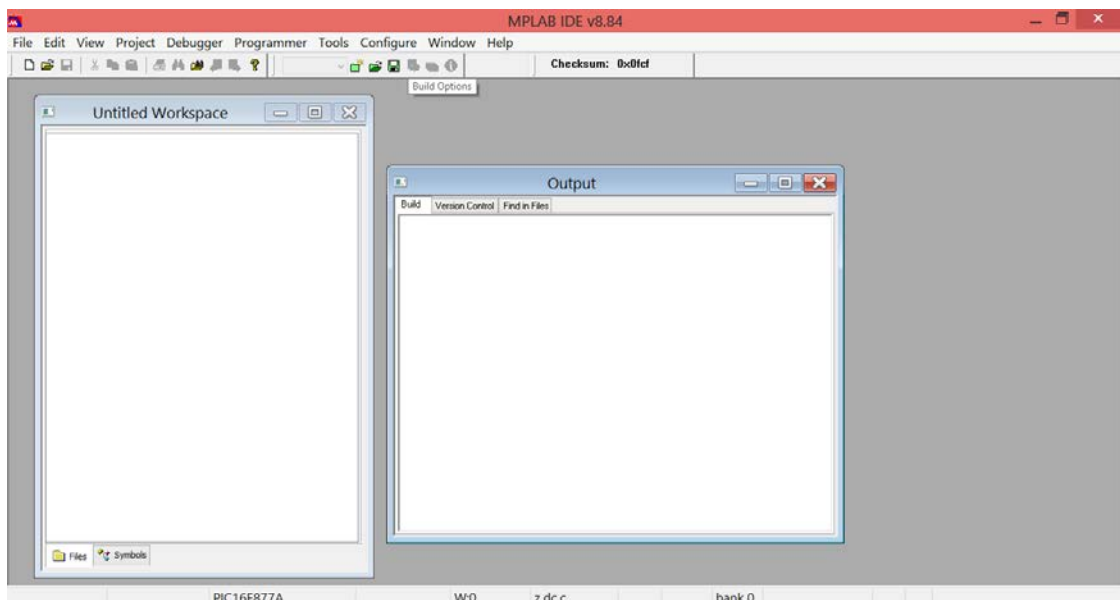 MPLAB IDE v8.84
File Edit View Project Debugger Programmer Tools Configure Window Help
Checksum: 0x0fcf
Build Options
Untitled Workspace
Output
Build Version Control Find in Files
Files Symbols
PIC16F877A W:0 z dc c bank 0